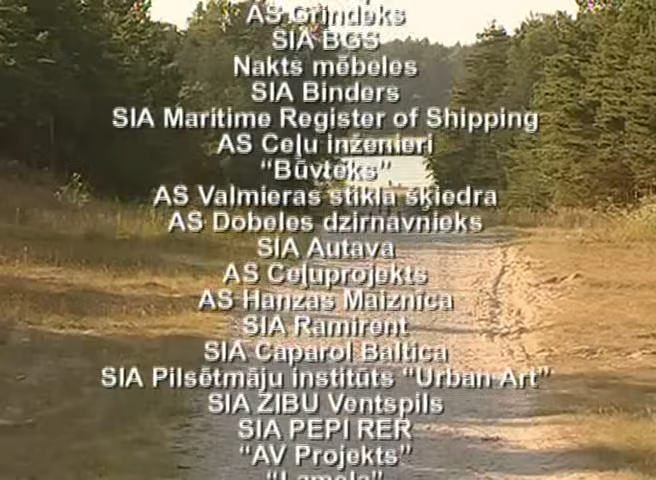 AS Grindeks
SIA BGS
Nakts mēbeles
SIA Binders
SIA Maritime Register of Shipping
AS Ceļu inženieri
“Būvteks”
AS Valmieras stikla šķiedra
AS Dobeles dzirnavnieks
SIA Autava
AS Ceļuprojekts
AS Hanzas Maiznīca
SIA Ramirent
SIA Caparol Baltica
SIA Pilsētmāju institūts “Urban Art”
SIA ZIBU Ventspils
SIA PEPI RER
“AV Projekts”
“Lamela”